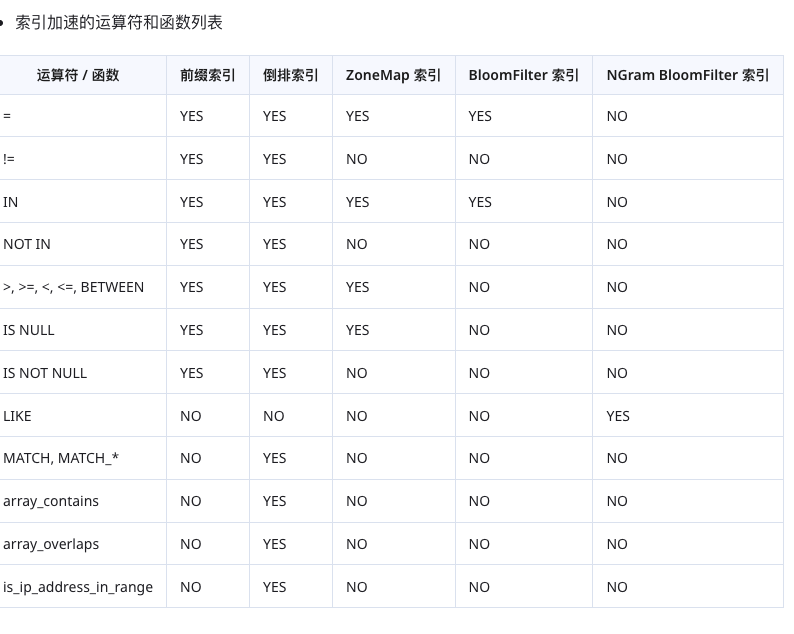 索引加速的运算符和函数列表
运算符 / 函数 前缀索引 倒排索引 ZoneMap 索引 BloomFilter 索引 NGram BloomFilter 索引
= YES YES YES YES NO
!= YES YES NO NO NO
IN YES YES YES YES NO
NOT IN YES YES NO NO NO
>, >=, <, <=, BETWEEN YES YES YES NO NO
IS NULL YES YES YES NO NO
IS NOT NULL YES YES NO NO NO
LIKE NO NO NO NO YES
MATCH, MATCH_* NO YES NO NO NO
array_contains NO YES NO NO NO
array_overlaps NO YES NO NO NO
is_ip_address_in_range NO YES NO NO NO